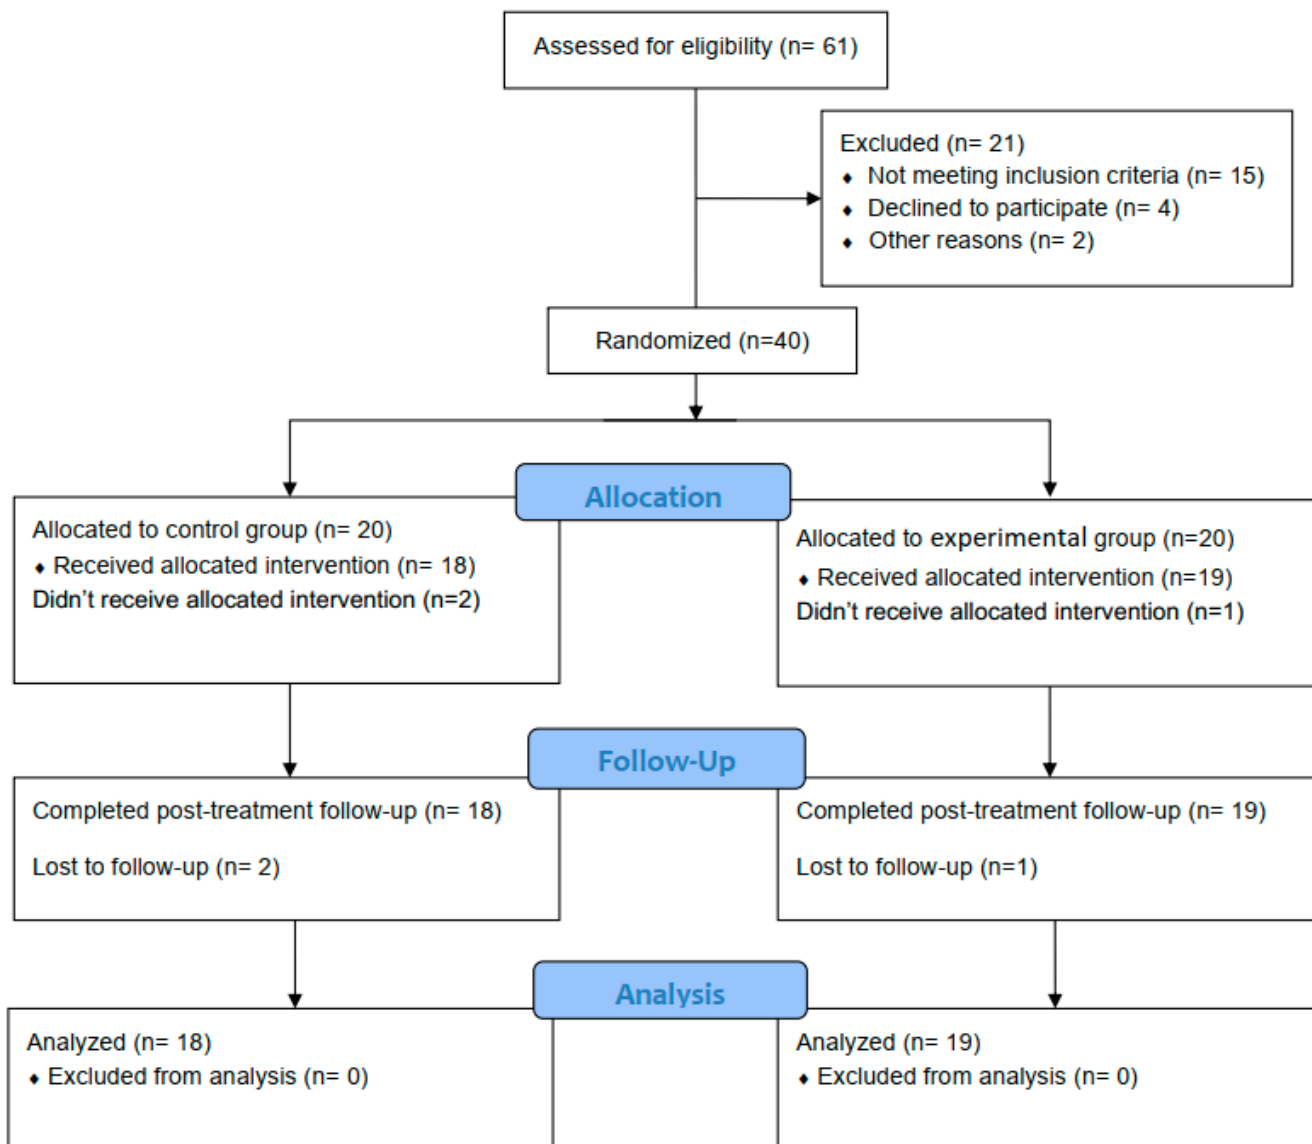 Assessed for eligibility (n= 61)
Excluded (n= 21)
♦ Not meeting inclusion criteria (n= 15)
♦ Declined to participate (n= 4)
♦ Other reasons (n= 2)
Randomized (n=40)
Allocation
Allocated to control group (n= 20)
♦ Received allocated intervention (n= 18)
Didn't receive allocated intervention (n=2)
Allocated to experimental group (n=20)
♦ Received allocated intervention (n=19)
Didn't receive allocated intervention (n=1)
Follow-Up
Completed post-treatment follow-up (n= 18)
Lost to follow-up (n= 2)
Completed post-treatment follow-up (n= 19)
Lost to follow-up (n=1)
Analysis
Analyzed (n= 18)
♦ Excluded from analysis (n= 0)
Analyzed (n= 19)
♦ Excluded from analysis (n= 0)